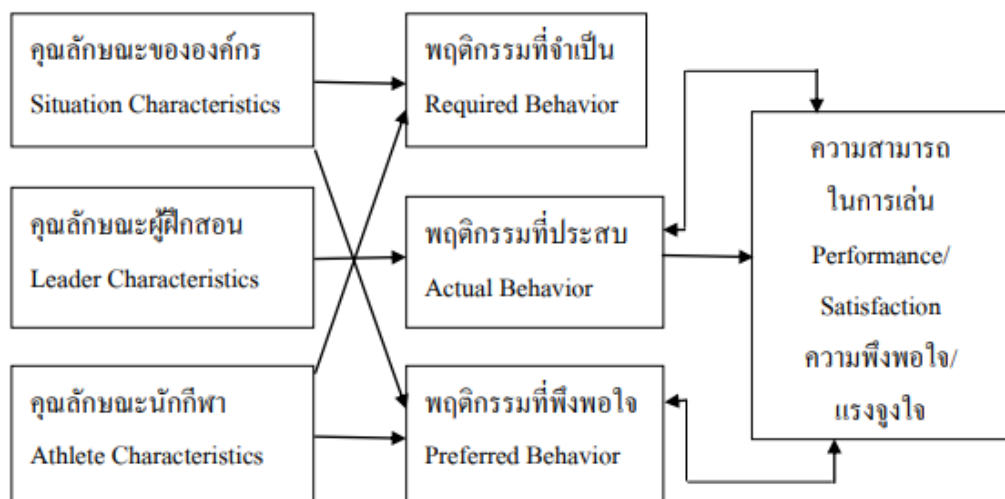 คุณลักษณะขององค์กร
Situation Characteristics
พฤติกรรมที่จำเป็น
Required Behavior
คุณลักษณะผู้ฝึกสอน
Leader Characteristics
พฤติกรรมที่ประสบ
Actual Behavior
คุณลักษณะนักกีฬา
Athlete Characteristics
พฤติกรรมที่พึงพอใจ
Preferred Behavior
ความสามารถ
ในการเล่น
Performance/
Satisfaction
ความพึงพอใจ/
แรงจูงใจ